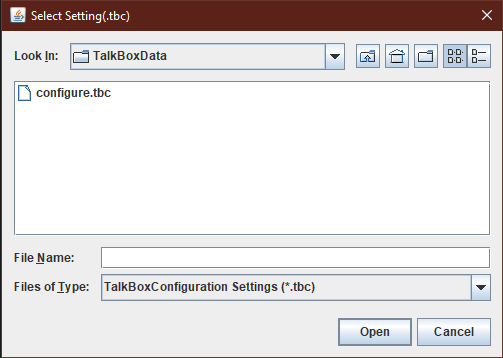 Select Setting(.tbc)
Look In: TalkBoxData
configure.tbc
File Name:
Files of Type: TalkBoxConfiguration Settings (*.tbc)
Open Cancel